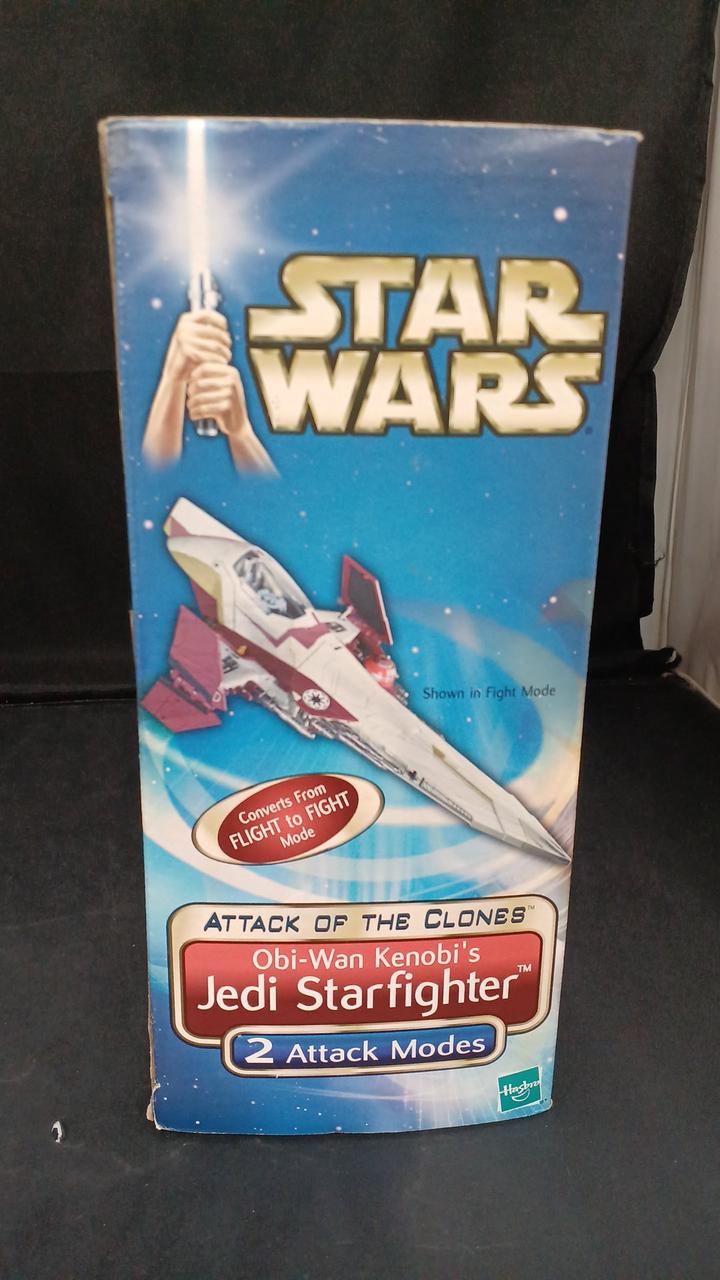 STAR
WARS
Shown in Fight Mode
Converts From
FLIGHT to FIGHT
Mode
ATTACK OF THE CLONES™
Obi-Wan Kenobi's
Jedi Starfighter™
2 Attack Modes
Hasbro